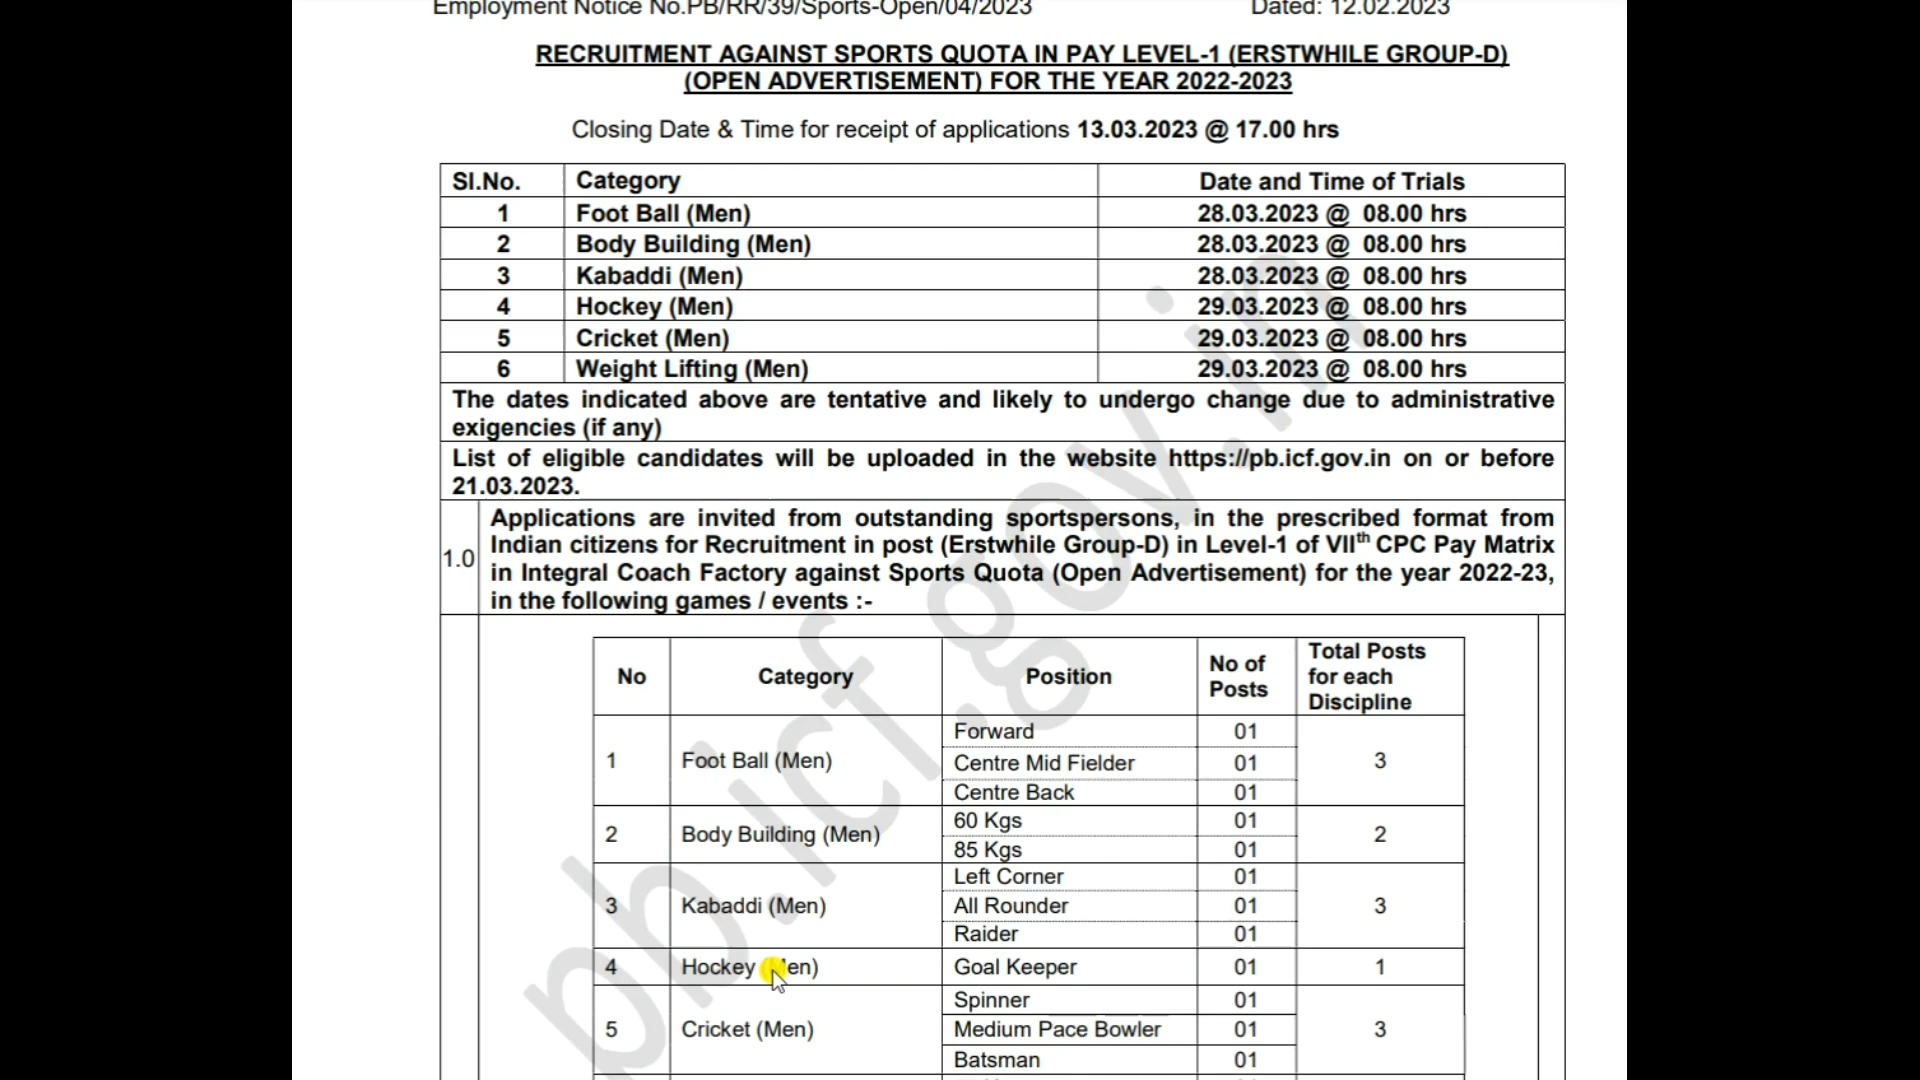 Employment Notice No.PB/RR/39/Sports-Open/04/2023 Dated: 12.02.2023
RECRUITMENT AGAINST SPORTS QUOTA IN PAY LEVEL-1 (ERSTWHILE GROUP-D)
(OPEN ADVERTISEMENT) FOR THE YEAR 2022-2023
Closing Date & Time for receipt of applications 13.03.2023 @ 17.00 hrs
Sl.No. Category Date and Time of Trials
1 Foot Ball (Men) 28.03.2023 @ 08.00 hrs
2 Body Building (Men) 28.03.2023 @ 08.00 hrs
3 Kabaddi (Men) 28.03.2023 @ 08.00 hrs
4 Hockey (Men) 29.03.2023 @ 08.00 hrs
5 Cricket (Men) 29.03.2023 @ 08.00 hrs
6 Weight Lifting (Men) 29.03.2023 @ 08.00 hrs
The dates indicated above are tentative and likely to undergo change due to administrative
exigencies (if any)
List of eligible candidates will be uploaded in the website https://pb.icf.gov.in on or before
21.03.2023.
1.0 Applications are invited from outstanding sportspersons, in the prescribed format from
Indian citizens for Recruitment in post (Erstwhile Group-D) in Level-1 of VIIth CPC Pay Matrix
in Integral Coach Factory against Sports Quota (Open Advertisement) for the year 2022-23,
in the following games / events :-
No Category Position No of Posts Total Posts for each Discipline
1 Foot Ball (Men) Forward 01 3
Centre Mid Fielder 01
Centre Back 01
2 Body Building (Men) 60 Kgs 01 2
85 Kgs 01
3 Kabaddi (Men) Left Corner 01 3
All Rounder 01
Raider 01
4 Hockey (Men) Goal Keeper 01 1
5 Cricket (Men) Spinner 01 3
Medium Pace Bowler 01
Batsman 01
pb.icf.gov.in